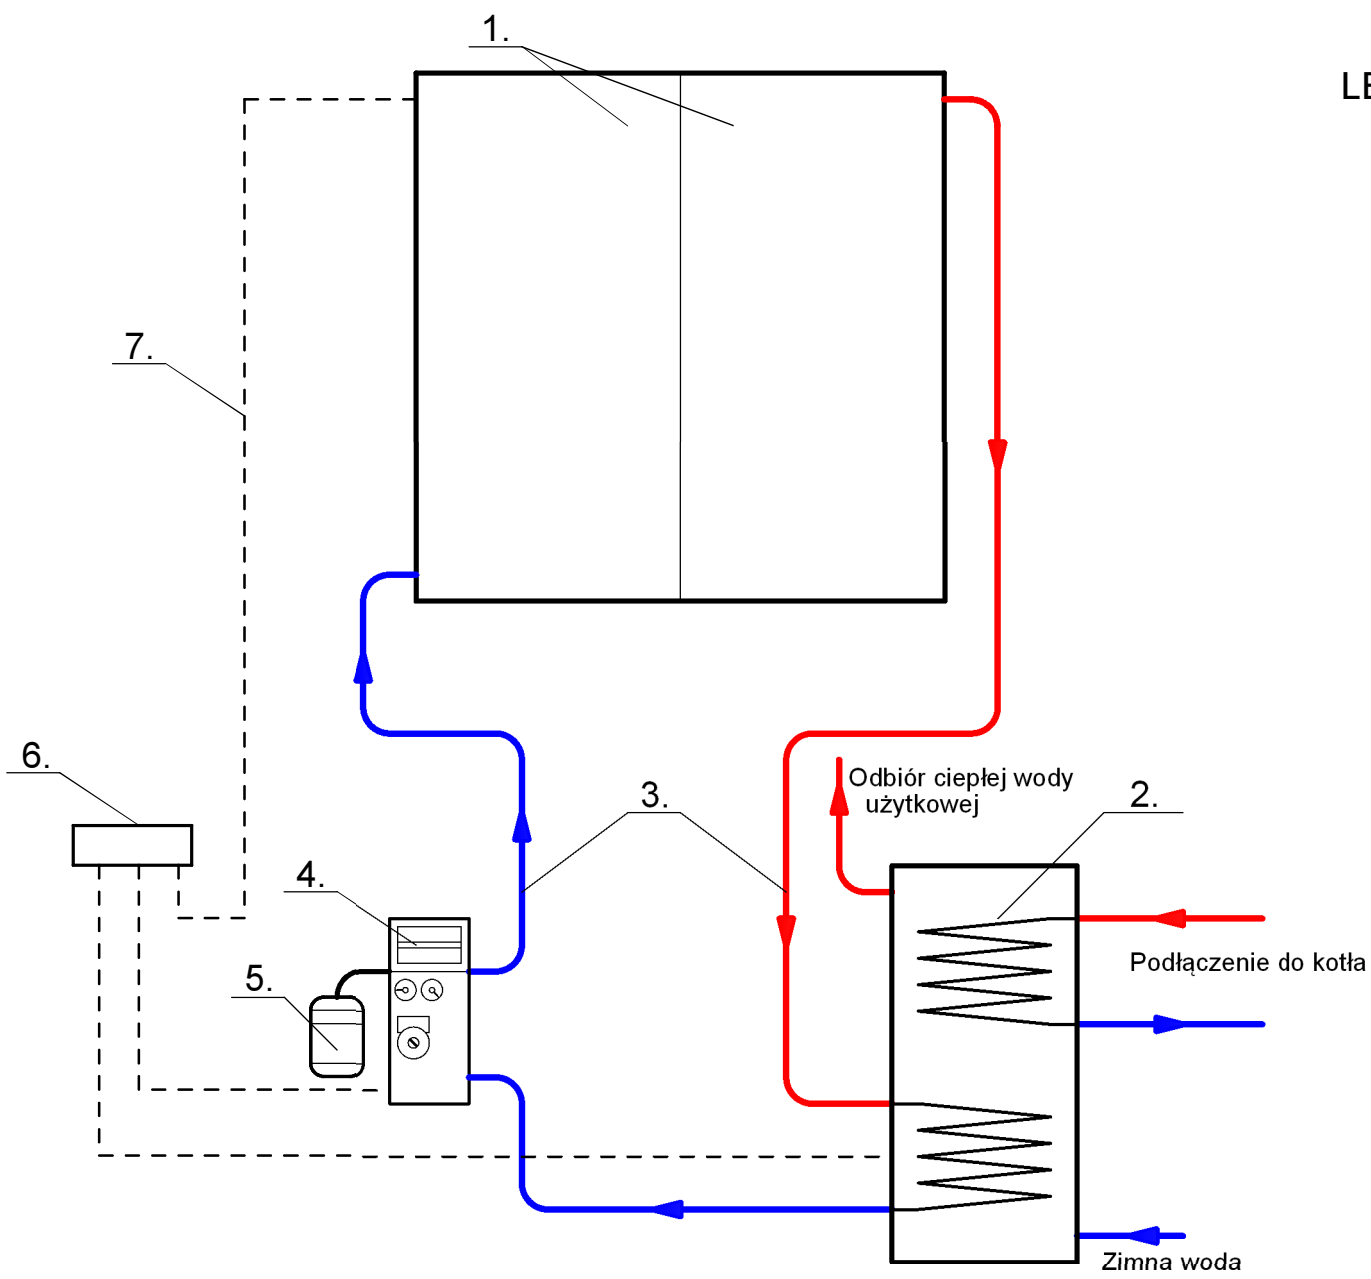 1.
LE
7.
6.
3.
Odbiór ciepłej wody
użytkowej
2.
4.
Podłączenie do kotła
5.
Zimna woda